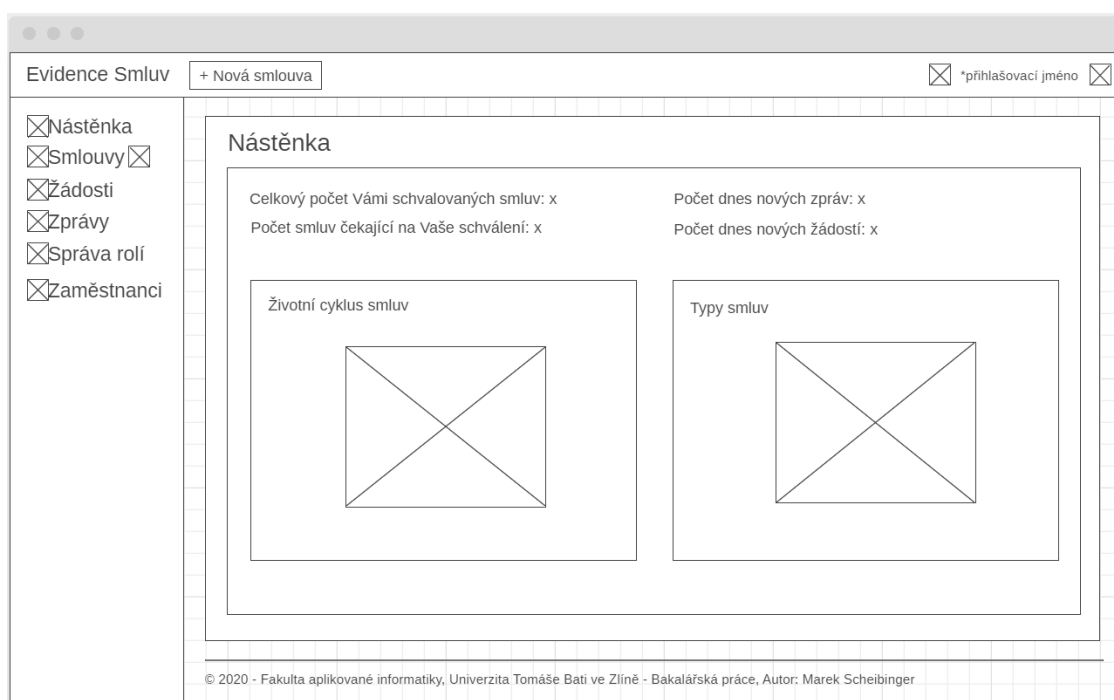 Evidence Smluv
+ Nová smlouva
*přihlašovací jméno
Nástěnka
Smlouvy
Žádosti
Zprávy
Správa rolí
Zaměstnanci
Nástěnka
Celkový počet Vámi schvalovaných smluv: x
Počet smluv čekající na Vaše schválení: x
Počet dnes nových zpráv: x
Počet dnes nových žádostí: x
Životní cyklus smluv
Typy smluv
© 2020 - Fakulta aplikované informatiky, Univerzita Tomáše Bati ve Zlíně - Bakalářská práce, Autor: Marek Scheibinger